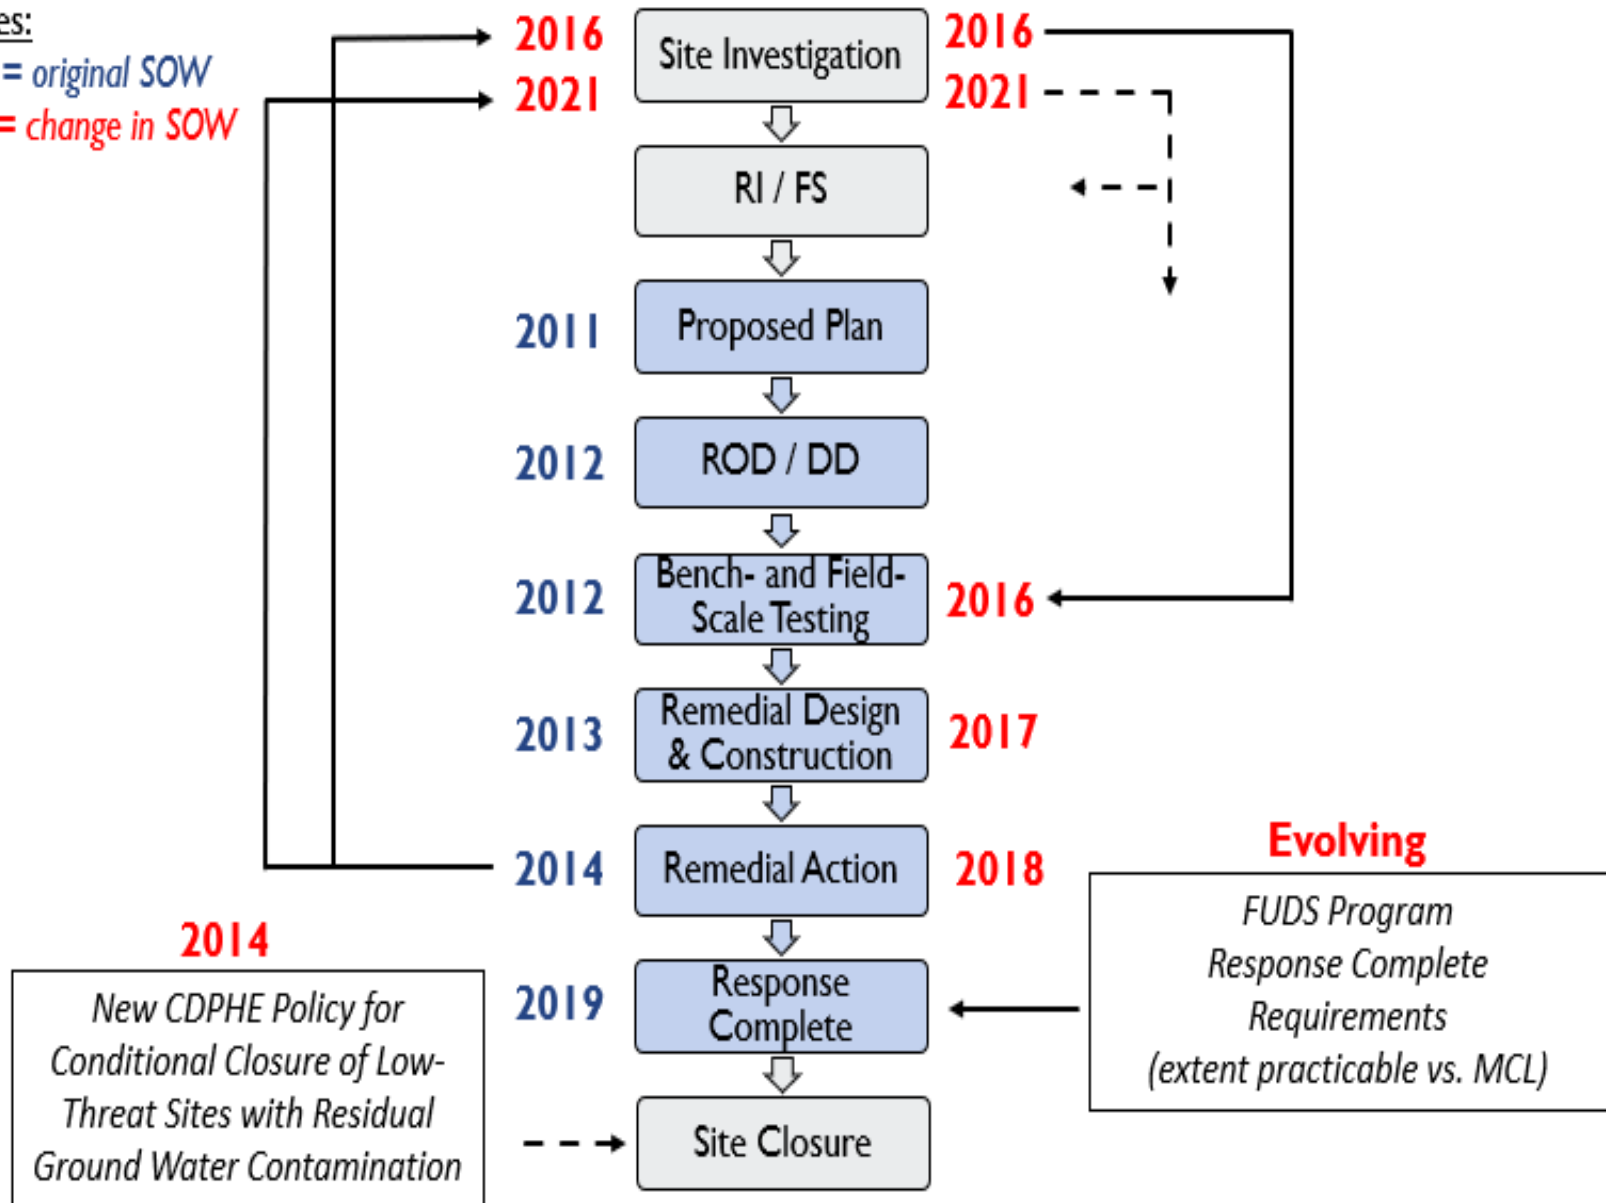 es:
= original SOW
= change in SOW
2016
2021
Site Investigation
2016
2021
RI / FS
2011
Proposed Plan
2012
ROD / DD
2012
Bench- and Field-
Scale Testing
2016
2013
Remedial Design
& Construction
2017
2014
Remedial Action
2018
2019
Response
Complete
Evolving
FUDS Program
Response Complete
Requirements
(extent practicable vs. MCL)
2014
New CDPHE Policy for
Conditional Closure of Low-
Threat Sites with Residual
Ground Water Contamination
Site Closure